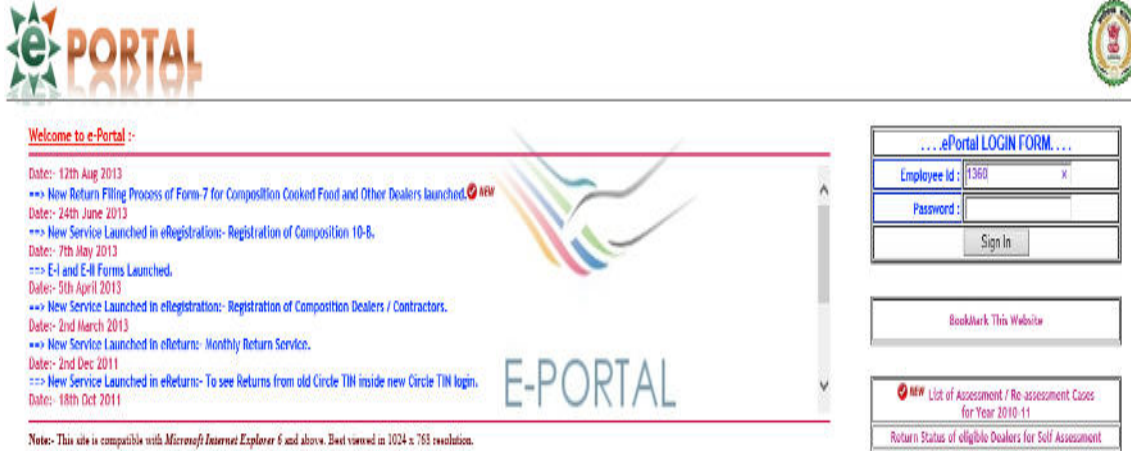 e PORTAL
Welcome to e-Portal :-
Date:- 12th Aug 2013
==> New Return Filing Process of Form-7 for Composition Cooked Food and Other Dealers launched. NEW
Date:- 24th June 2013
==> New Service Launched in eRegistration:- Registration of Composition 10-B.
Date:- 7th May 2013
==> E-I and E-II Forms Launched.
Date:- 5th April 2013
==> New Service Launched in eRegistration:- Registration of Composition Dealers / Contractors.
Date:- 2nd March 2013
==> New Service Launched in eReturn:- Monthly Return Service.
Date:- 2nd Dec 2011
==> New Service Launched in eReturn:- To see Returns from old Circle TIN inside new Circle TIN login.
Date:- 18th Oct 2011
E-PORTAL
Note:- This site is compatible with Microsoft Internet Explorer 6 and above. Best viewed in 1024 x 768 resolution.
. . . .ePortal LOGIN FORM. . . .
Employee Id : 1360 x
Password :
Sign In
BookMark This Website
NEW List of Assessment / Re-assessment Cases
for Year 2010-11
Return Status of eligible Dealers for Self Assessment